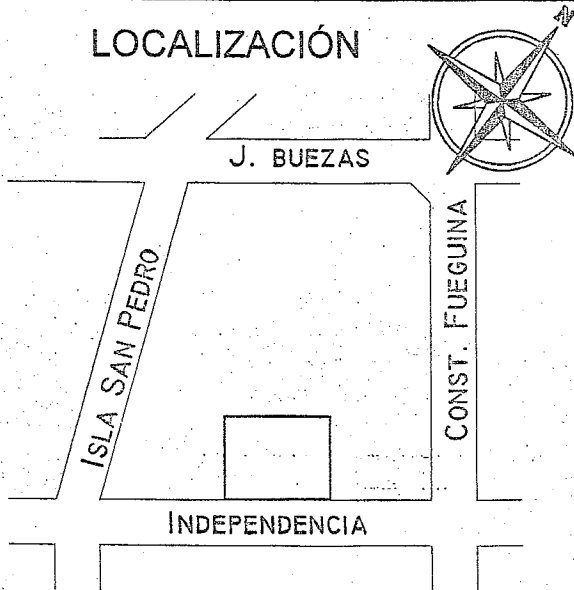 LOCALIZACIÓN
N
J. BUEZAS
ISLA SAN PEDRO
CONST. FUEGUINA
INDEPENDENCIA